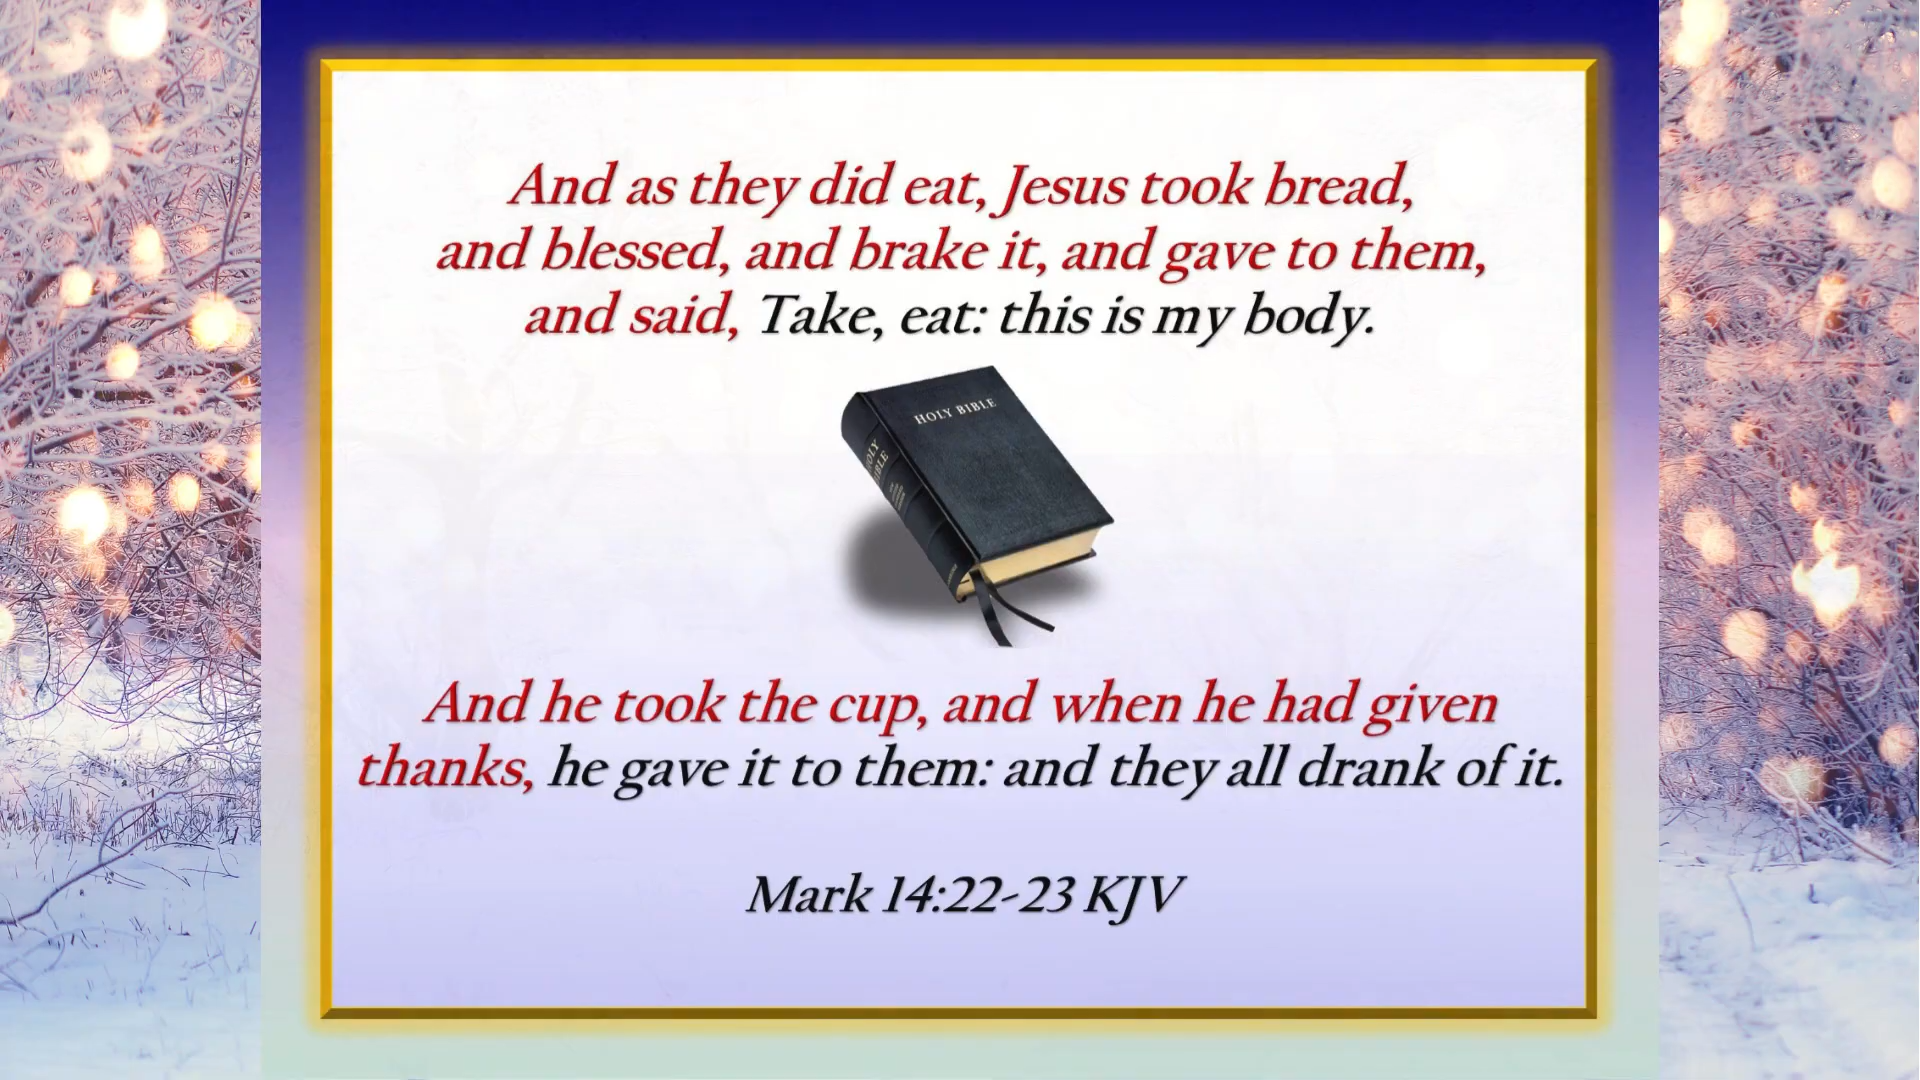 And as they did eat, Jesus took bread,
and blessed, and brake it, and gave to them,
and said, Take, eat: this is my body.
HOLY BIBLE
HOLY
BIBLE
And he took the cup, and when he had given
thanks, he gave it to them: and they all drank of it.
Mark 14:22-23 KJV